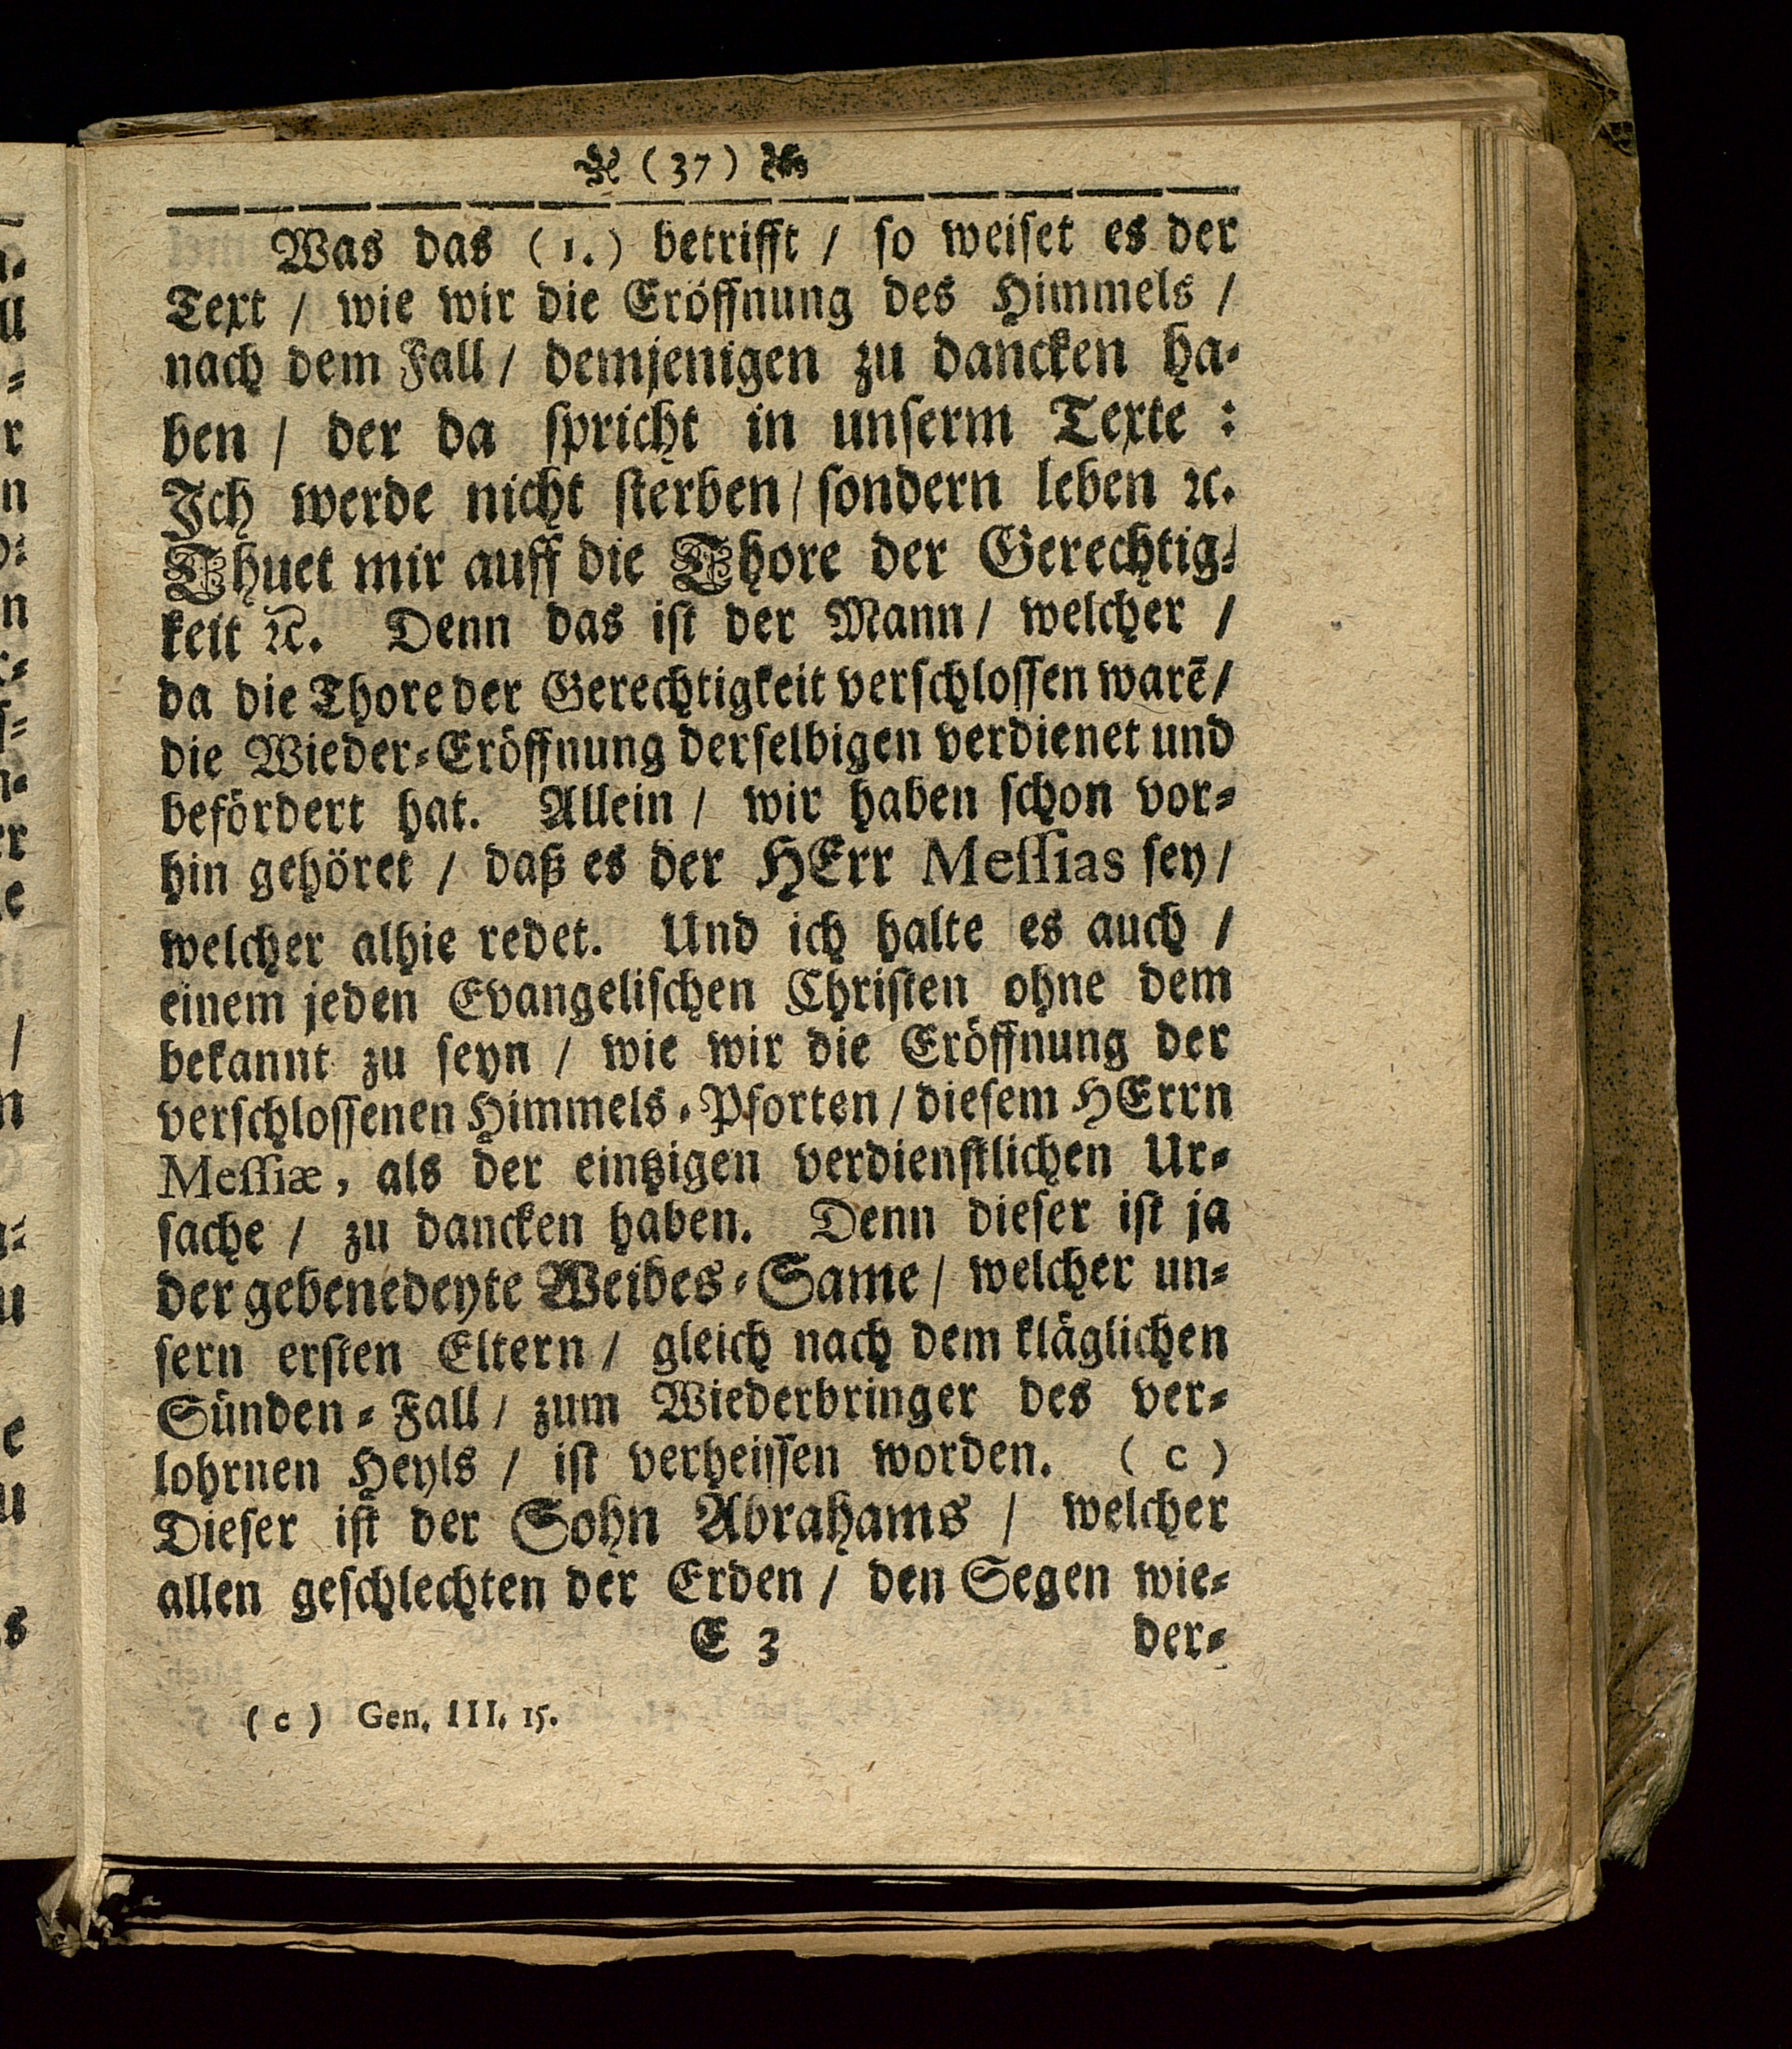 ( 37 )
Was das (1.) betrifft / so weiset es der
Text / wie wir die Eröffnung des Himmels /
nach dem Fall / demjenigen zu dancken ha-
ben / der da spricht in unserm Texte :
Ich werde nicht sterben / sondern leben ꝛc.
Thuet mir auff die Thore der Gerechtig-
keit ꝛc. Denn das ist der Mann / welcher /
da die Thore der Gerechtigkeit verschlossen warẽ /
die Wieder-Eröffnung derselbigen verdienet und
befördert hat. Allein / wir haben schon vor-
hin gehöret / daß es der HErr Messias sey /
welcher alhie redet. Und ich halte es auch /
einem jeden Evangelischen Christen ohne dem
bekannt zu seyn / wie wir die Eröffnung der
verschlossenen Himmels-Pforten / diesem HErrn
Messiæ, als der eintzigen verdienstlichen Ur-
sache / zu dancken haben. Denn dieser ist ja
der gebenedeyte Weibes-Same / welcher un-
sern ersten Eltern / gleich nach dem kläglichen
Sünden-Fall / zum Wiederbringer des ver-
lohrnen Heyls / ist verheissen worden. ( c )
Dieser ist der Sohn Abrahams / welcher
allen geschlechten der Erden / den Segen wie-
E 3 der-
( c ) Gen. III. 15.